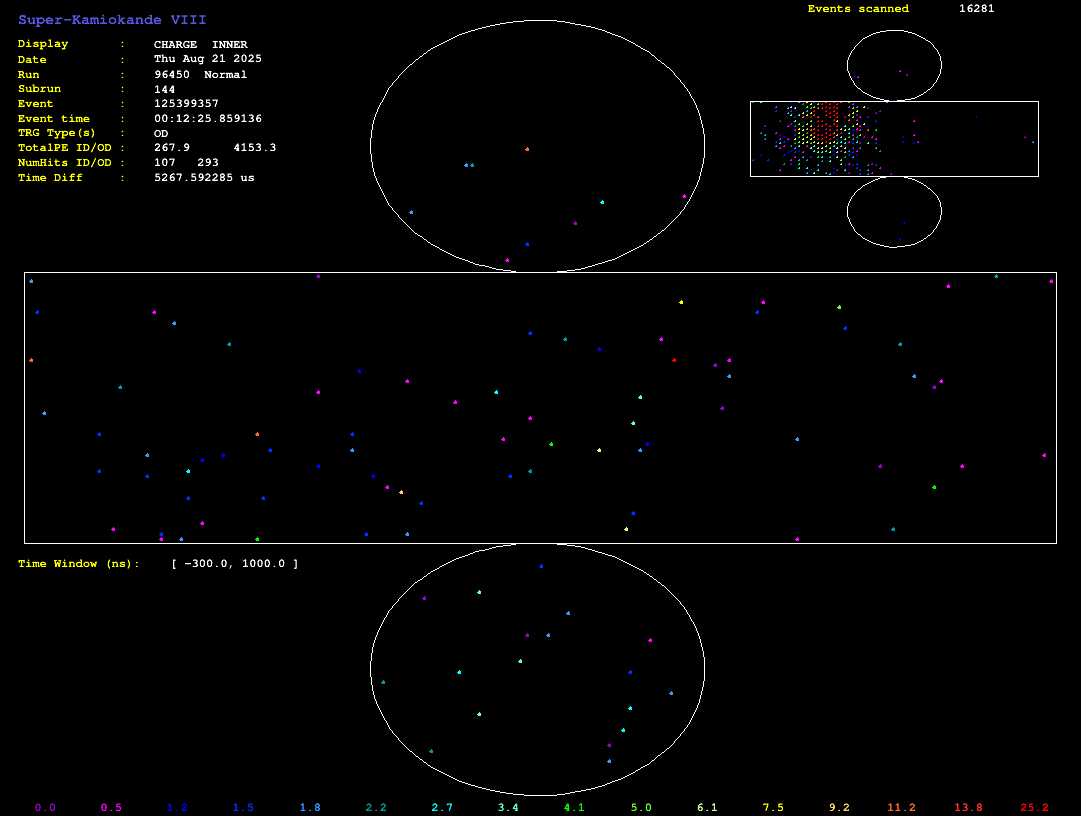 Super-Kamiokande VIII
Events scanned 16281
Display : CHARGE INNER
Date : Thu Aug 21 2025
Run : 96450 Normal
Subrun : 144
Event : 125399357
Event time : 00:12:25.859136
TRG Type(s) : OD
TotalPE ID/OD : 267.9 4153.3
NumHits ID/OD : 107 293
Time Diff : 5267.592285 us
Time Window (ns): [ -300.0, 1000.0 ]
0.0 0.5 1.2 1.5 1.8 2.2 2.7 3.4 4.1 5.0 6.1 7.5 9.2 11.2 13.8 25.2